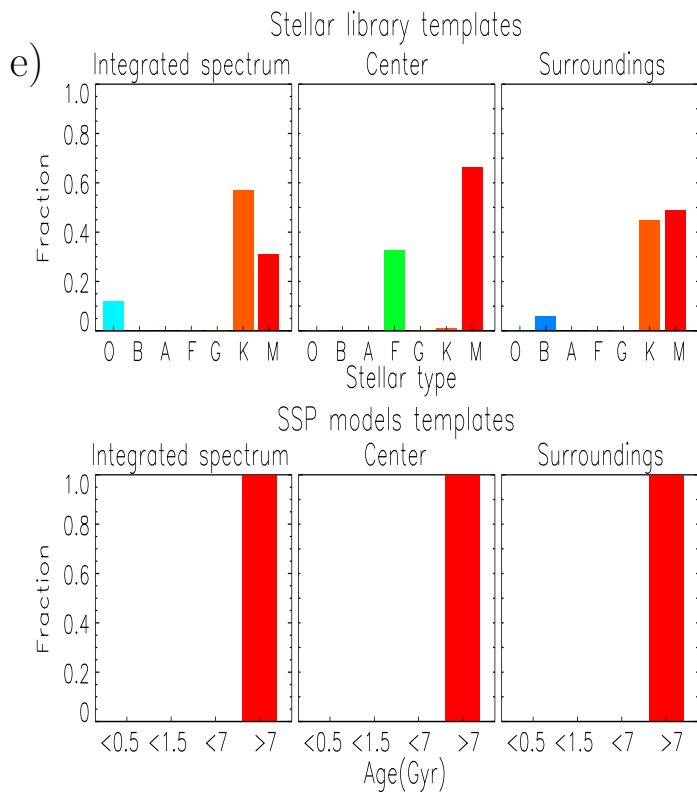 Stellar library templates
e)
Integrated spectrum Center Surroundings
1.0
0.8
0.6
0.4
0.2
0
Fraction
O B A F G K M O B A F G K M O B A F G K M
Stellar type
SSP models templates
Integrated spectrum Center Surroundings
1.0
0.8
0.6
0.4
0.2
0
Fraction
<0.5 <1.5 <7 >7 <0.5 <1.5 <7 >7 <0.5 <1.5 <7 >7
Age(Gyr)